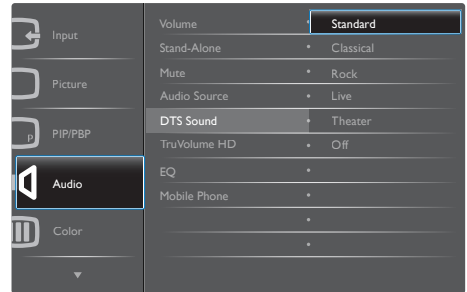 Input
Picture
p PIP/PBP
Audio
Color
Volume
Stand-Alone
Mute
Audio Source
DTS Sound
TruVolume HD
EQ
Mobile Phone
Standard
Classical
Rock
Live
Theater
Off